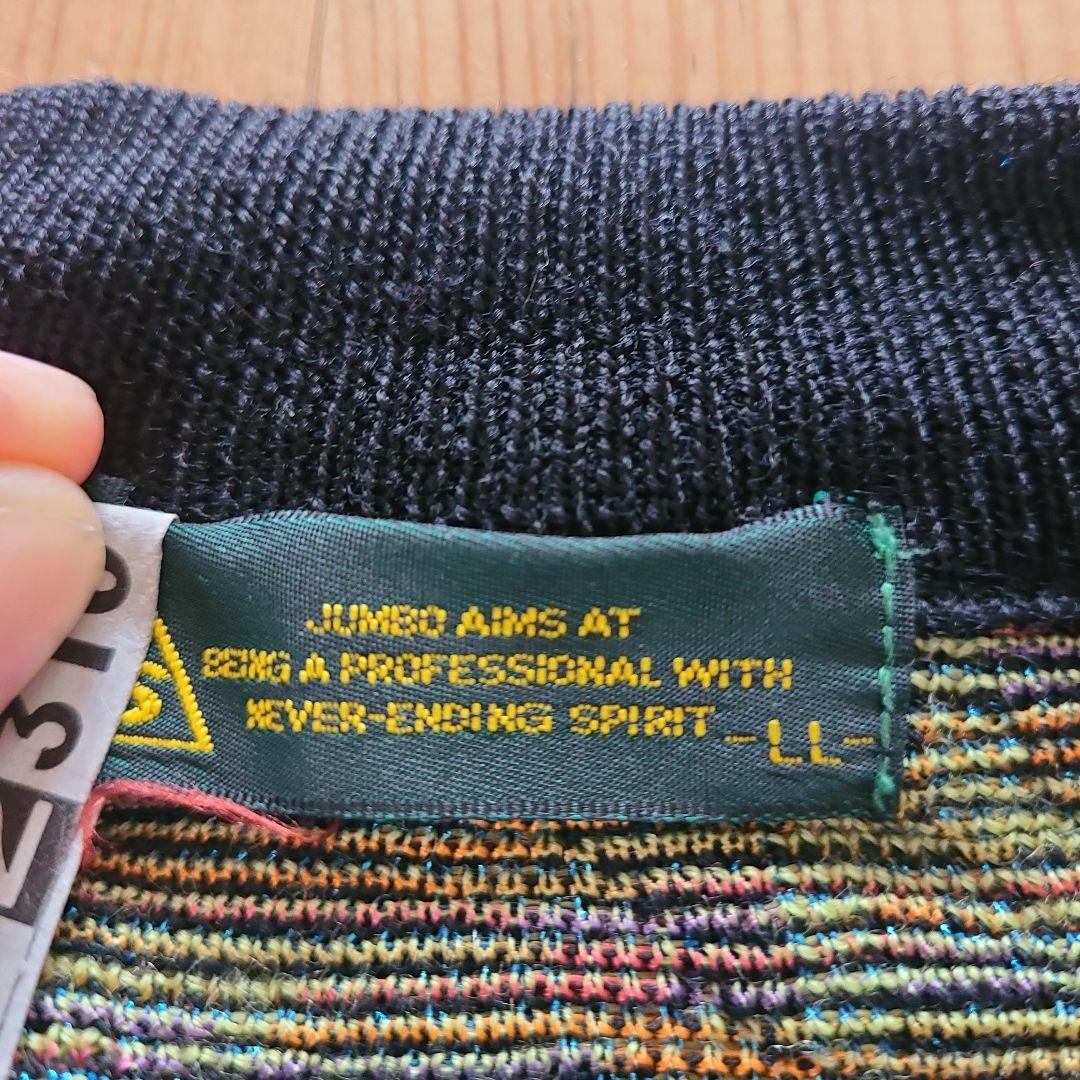 JUMBO AIMS AT
BEING A PROFESSIONAL WITH
NEVER-ENDING SPIRIT
-LL-